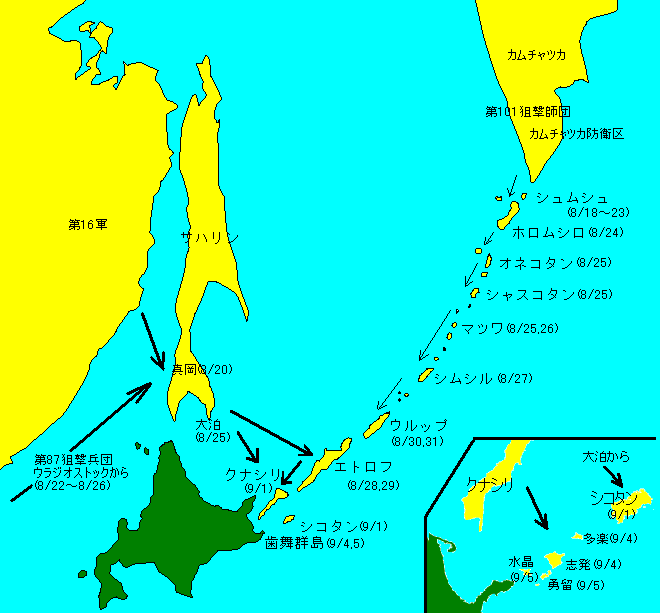 カムチャツカ
第101狙撃師団
カムチャツカ防衛区
シュムシュ
(8/18～23)
ホロムシロ(8/24)
オネコタン(8/25)
シャスコタン(8/25)
マツワ(8/25,26)
シムシル(8/27)
ウルップ
(8/30,31)
エトロフ
(8/28,29)
クナシリ
(9/1)
シコタン(9/1)
歯舞群島(9/4,5)
第16軍
サハリン
真岡(8/20)
大泊
(8/25)
第87狙撃兵団
ウラジオストックから
(8/22～8/26)
大泊から
クナシリ
シコタン
(9/1)
多楽(9/4)
水晶
(9/5)
志発(9/4)
勇留(9/5)